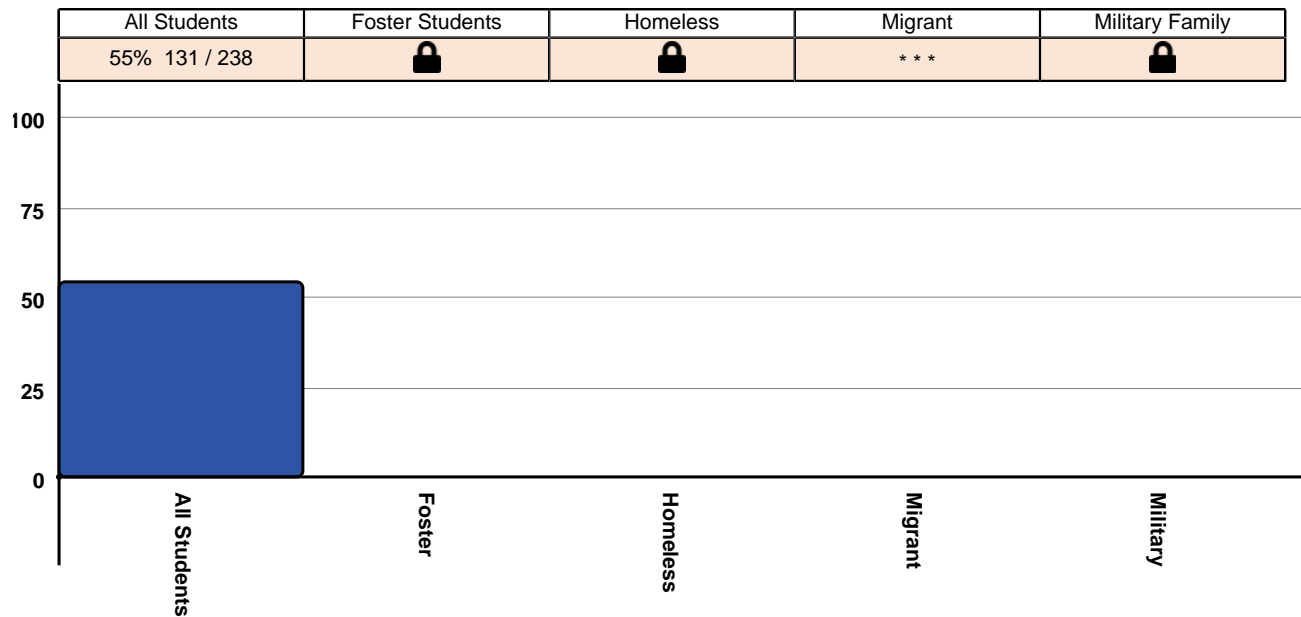 All Students Foster Students Homeless Migrant Military Family
55% 131 / 238 * * *
100
75
50
25
0
All Students Foster Homeless Migrant Military